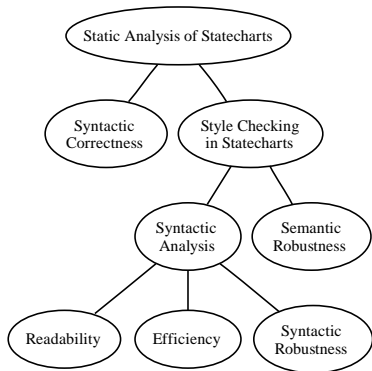 Static Analysis of Statecharts
Syntactic
Correctness
Style Checking
in Statecharts
Syntactic
Analysis
Semantic
Robustness
Readability
Efficiency
Syntactic
Robustness